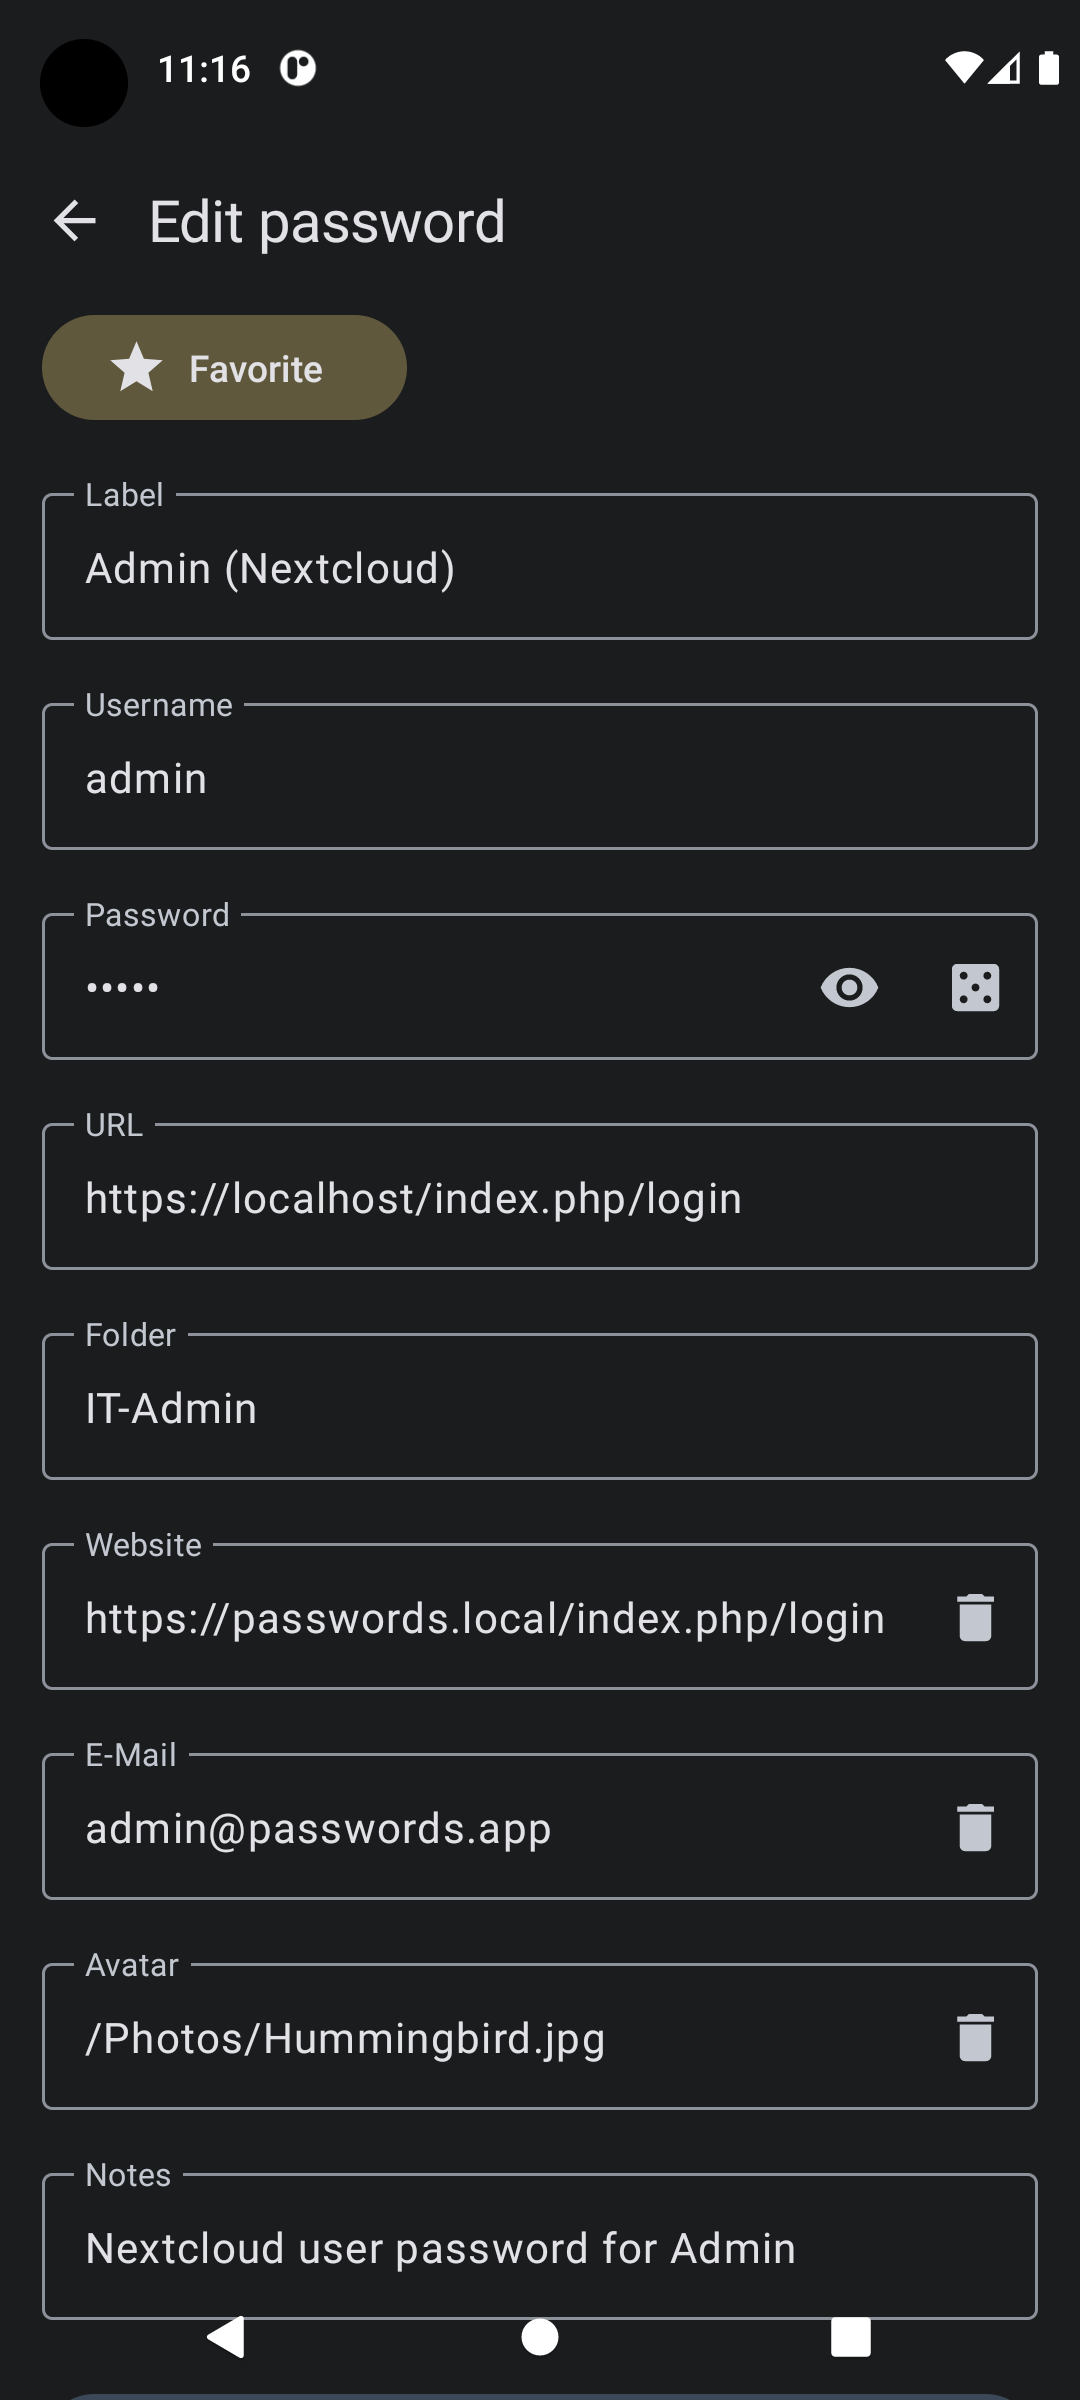 11:16
Edit password
Favorite
Label
Admin (Nextcloud)
Username
admin
Password
•••••
URL
https://localhost/index.php/login
Folder
IT-Admin
Website
https://passwords.local/index.php/login
E-Mail
admin@passwords.app
Avatar
/Photos/Hummingbird.jpg
Notes
Nextcloud user password for Admin